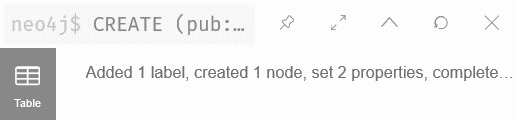 neo4j$ CREATE (pub:…
Added 1 label, created 1 node, set 2 properties, complete…
Table